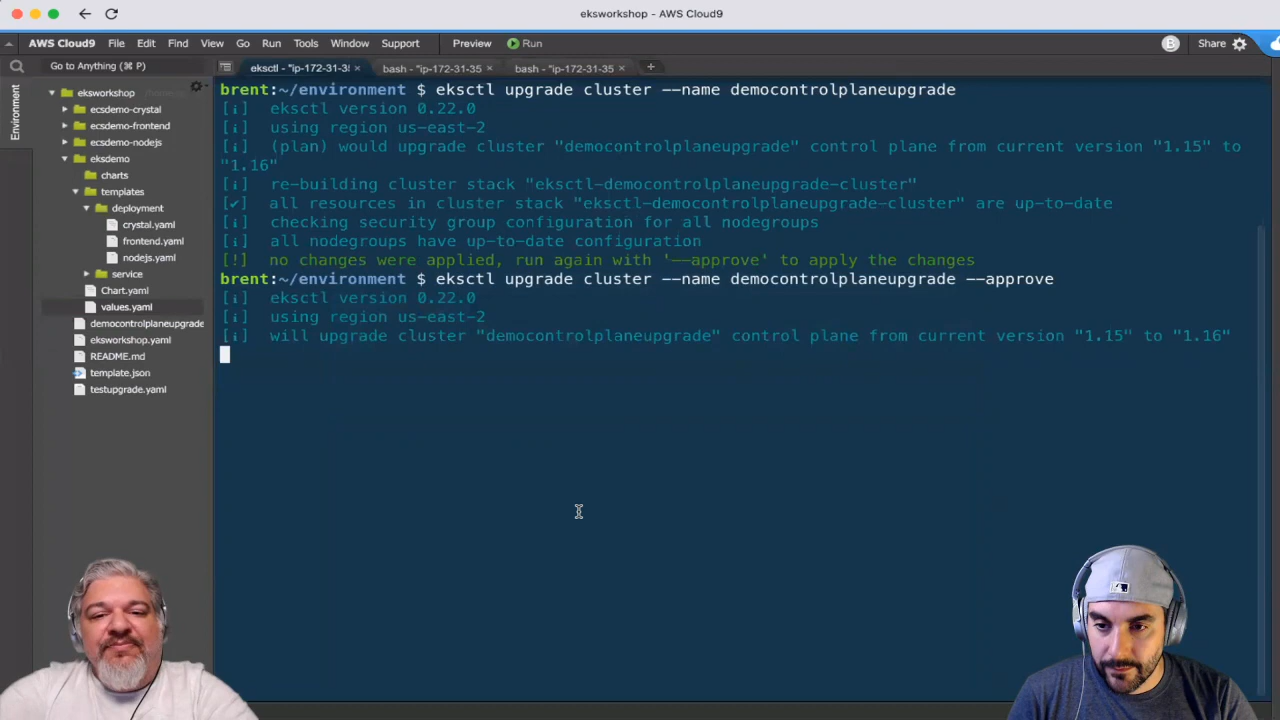 eksworkshop - AWS Cloud9
AWS Cloud9 File Edit Find View Go Run Tools Window Support Preview Run B Share
Go to Anything (⌘ P)
eksctl - "ip-172-31-35 × bash - "ip-172-31-35 × bash - "ip-172-31-35 ×
Environment
eksworkshop
ecsdemo-crystal
ecsdemo-frontend
ecsdemo-nodejs
eksdemo
charts
templates
deployment
crystal.yaml
frontend.yaml
nodejs.yaml
service
Chart.yaml
values.yaml
democontrolplaneupgrade
eksworkshop.yaml
README.md
template.json
testupgrade.yaml
brent:~/environment $ eksctl upgrade cluster --name democontrolplaneupgrade
[ℹ]  eksctl version 0.22.0
[ℹ]  using region us-east-2
[ℹ]  (plan) would upgrade cluster "democontrolplaneupgrade" control plane from current version "1.15" to
"1.16"
[ℹ]  re-building cluster stack "eksctl-democontrolplaneupgrade-cluster"
[✔]  all resources in cluster stack "eksctl-democontrolplaneupgrade-cluster" are up-to-date
[ℹ]  checking security group configuration for all nodegroups
[ℹ]  all nodegroups have up-to-date configuration
[!]  no changes were applied, run again with '--approve' to apply the changes
brent:~/environment $ eksctl upgrade cluster --name democontrolplaneupgrade --approve
[ℹ]  eksctl version 0.22.0
[ℹ]  using region us-east-2
[ℹ]  will upgrade cluster "democontrolplaneupgrade" control plane from current version "1.15" to "1.16"